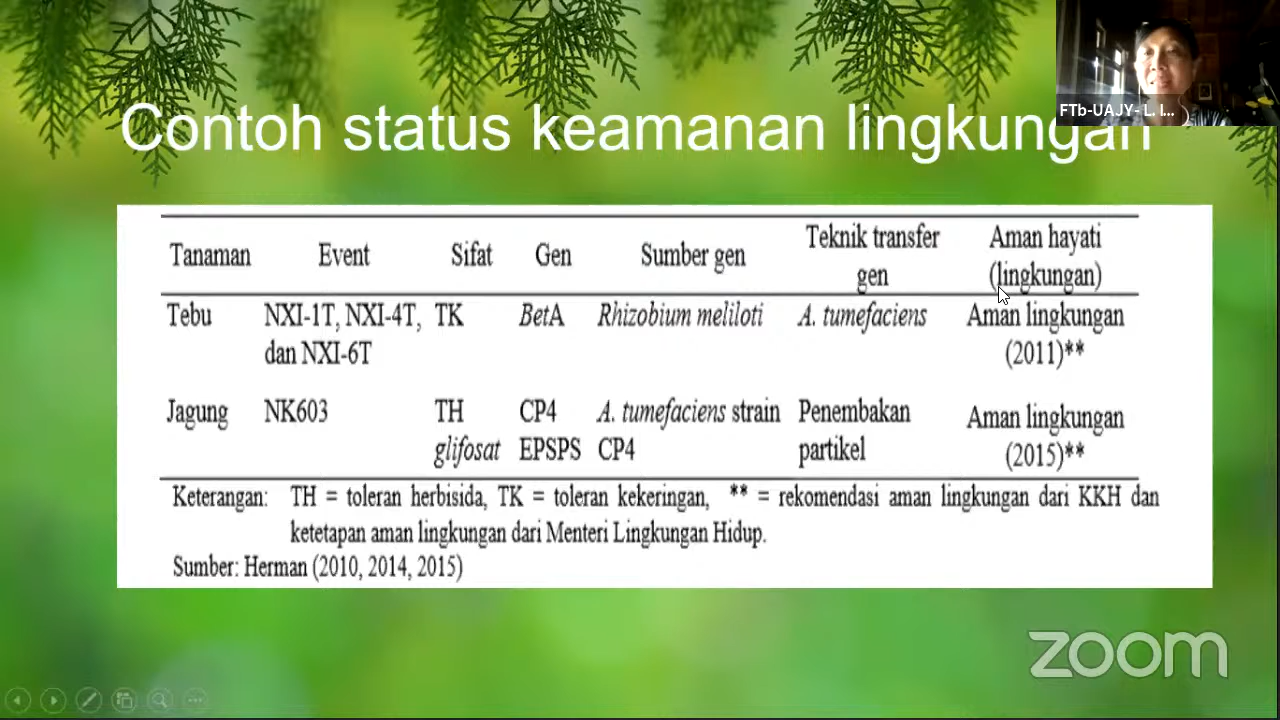 FTb-UAJY- L. I...
Contoh status keamanan lingkungan
Tanaman Event Sifat Gen Sumber gen Teknik transfer gen Aman hayati (lingkungan)
Tebu NXI-1T, NXI-4T, TK BetA Rhizobium meliloti A. tumefaciens Aman lingkungan
dan NXI-6T (2011)**
Jagung NK603 TH CP4 A. tumefaciens strain Penembakan Aman lingkungan
glifosat EPSPS CP4 partikel (2015)**
Keterangan: TH = toleran herbisida, TK = toleran kekeringan, ** = rekomendasi aman lingkungan dari KKH dan
ketetapan aman lingkungan dari Menteri Lingkungan Hidup.
Sumber: Herman (2010, 2014, 2015)
zoom